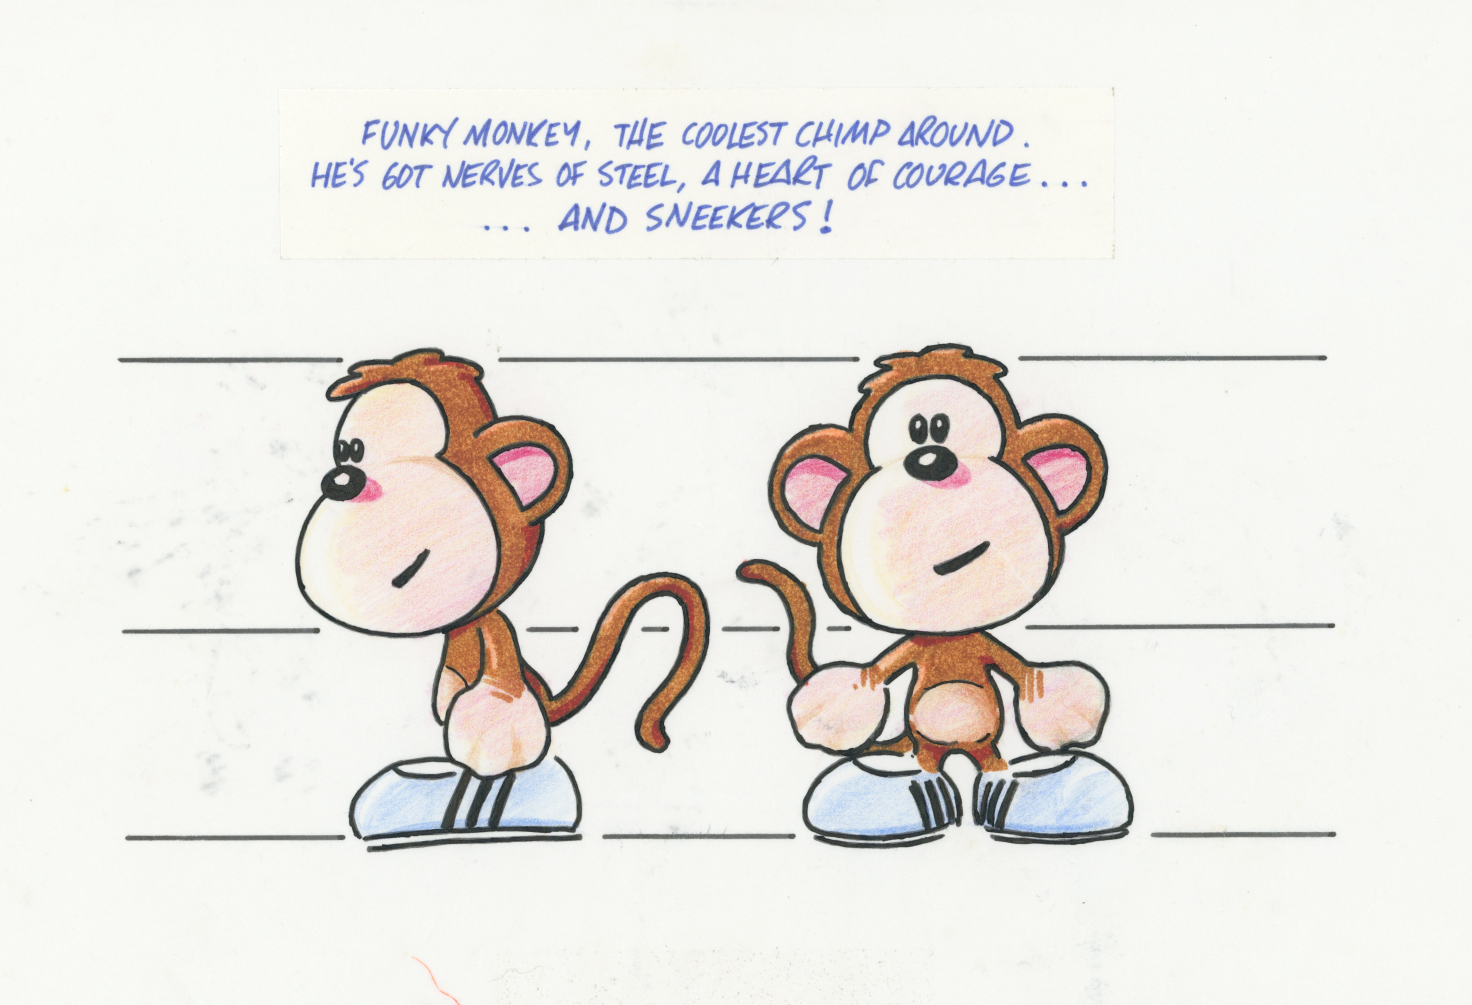 FUNKY MONKEY, THE COOLEST CHIMP AROUND.
HE'S GOT NERVES OF STEEL, A HEART OF COURAGE...
... AND SNEEKERS!